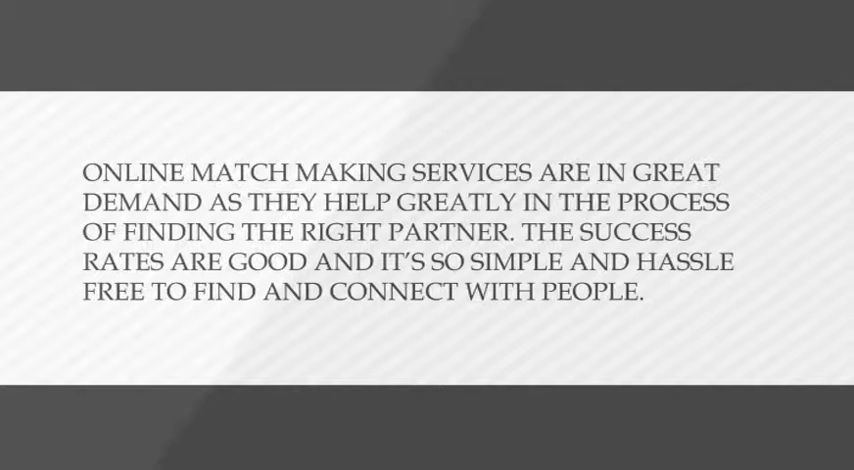 ONLINE MATCH MAKING SERVICES ARE IN GREAT
DEMAND AS THEY HELP GREATLY IN THE PROCESS
OF FINDING THE RIGHT PARTNER. THE SUCCESS
RATES ARE GOOD AND IT’S SO SIMPLE AND HASSLE
FREE TO FIND AND CONNECT WITH PEOPLE.